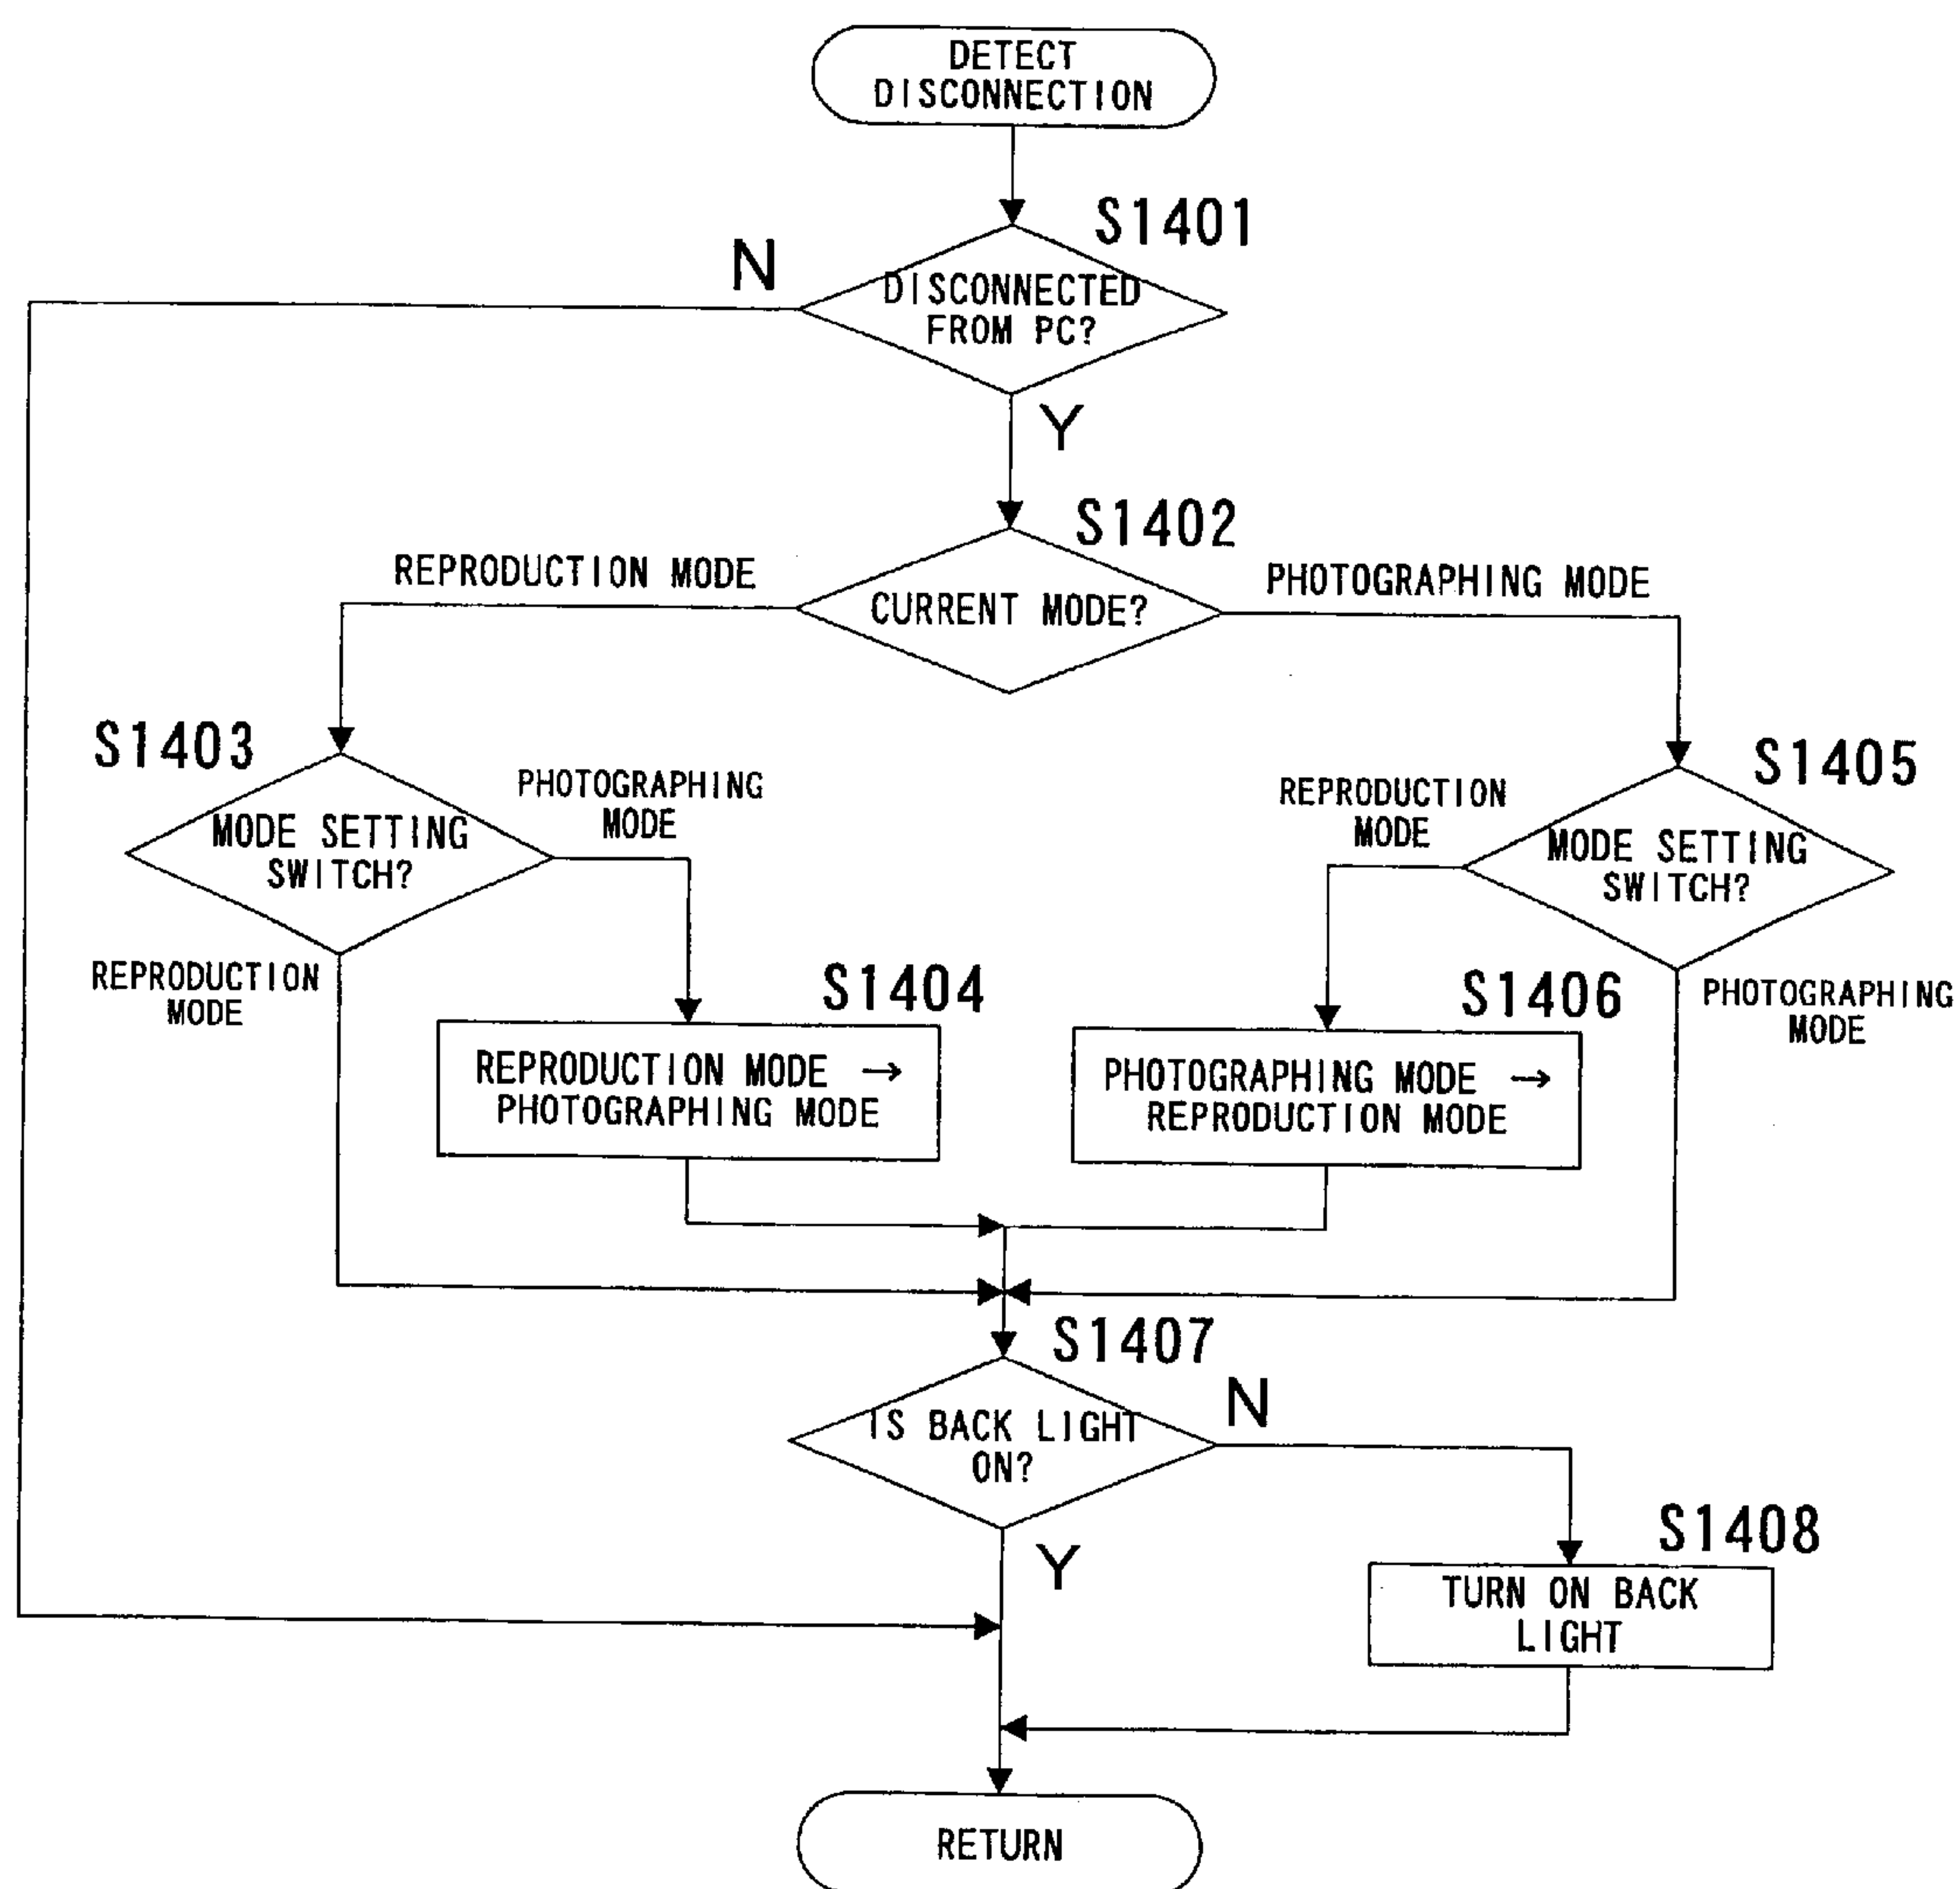 DETECT
DISCONNECTION
S1401
N
DISCONNECTED
FROM PC?
Y
S1402
REPRODUCTION MODE
CURRENT MODE?
PHOTOGRAPHING MODE
S1403
MODE SETTING
SWITCH?
PHOTOGRAPHING
MODE
REPRODUCTION
MODE
S1405
REPRODUCTION
MODE
MODE SETTING
SWITCH?
PHOTOGRAPHING
MODE
S1404
REPRODUCTION MODE →
PHOTOGRAPHING MODE
S1406
PHOTOGRAPHING MODE →
REPRODUCTION MODE
S1407
IS BACK LIGHT
ON?
N
Y
S1408
TURN ON BACK
LIGHT
RETURN